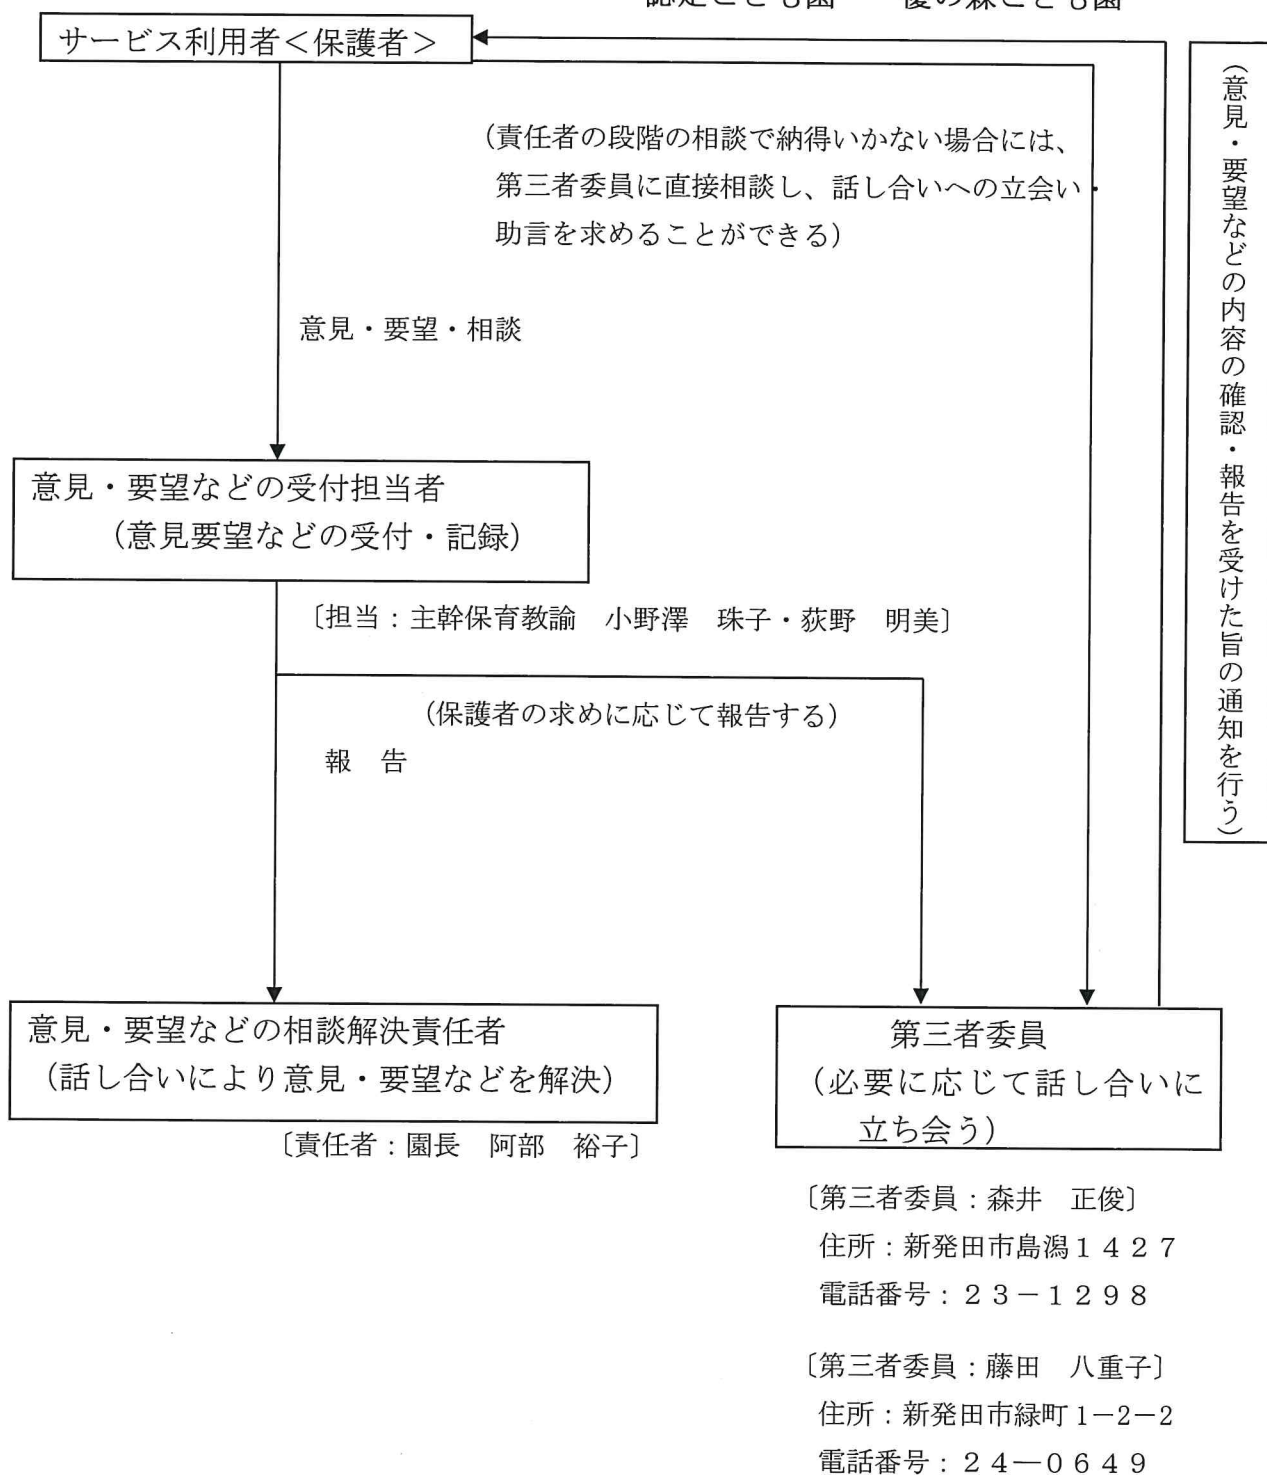 サービス利用者＜保護者＞
（責任者の段階の相談で納得いかない場合には、
第三者委員に直接相談し、話し合いへの立会い・
助言を求めることができる）
（意見・要望などの内容の確認・報告を受けた旨の通知を行う）
意見・要望・相談
意見・要望などの受付担当者
（意見要望などの受付・記録）
〔担当：主幹保育教諭　小野澤　珠子・荻野　明美〕
（保護者の求めに応じて報告する）
報　告
意見・要望などの相談解決責任者
（話し合いにより意見・要望などを解決）
〔責任者：園長　阿部　裕子〕
第三者委員
（必要に応じて話し合いに
立ち会う）
〔第三者委員：森井　正俊〕
住所：新発田市島潟１４２７
電話番号：２３－１２９８
〔第三者委員：藤田　八重子〕
住所：新発田市緑町1－2－2
電話番号：２４―０６４９